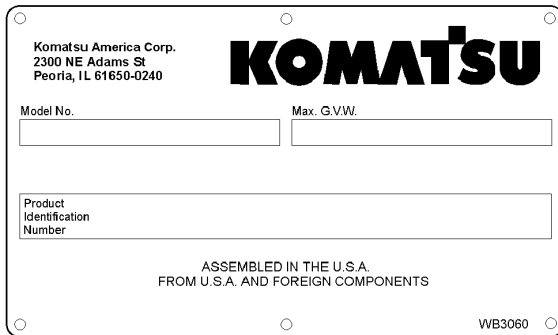 Komatsu America Corp.
2300 NE Adams St
Peoria, IL 61650-0240
KOMATSU
Model No.
Max. G.V.W.
Product
Identification
Number
ASSEMBLED IN THE U.S.A.
FROM U.S.A. AND FOREIGN COMPONENTS
WB3060